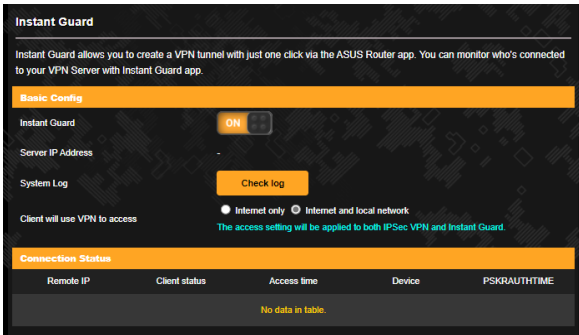 Instant Guard
Instant Guard allows you to create a VPN tunnel with just one click via the ASUS Router app. You can monitor who's connected
to your VPN Server with Instant Guard app.
Basic Config
Instant Guard ON
Server IP Address -
System Log Check log
Client will use VPN to access Internet only Internet and local network
The access setting will be applied to both IPSec VPN and Instant Guard.
Connection Status
Remote IP Client status Access time Device PSKRAUTHTIME
No data in table.